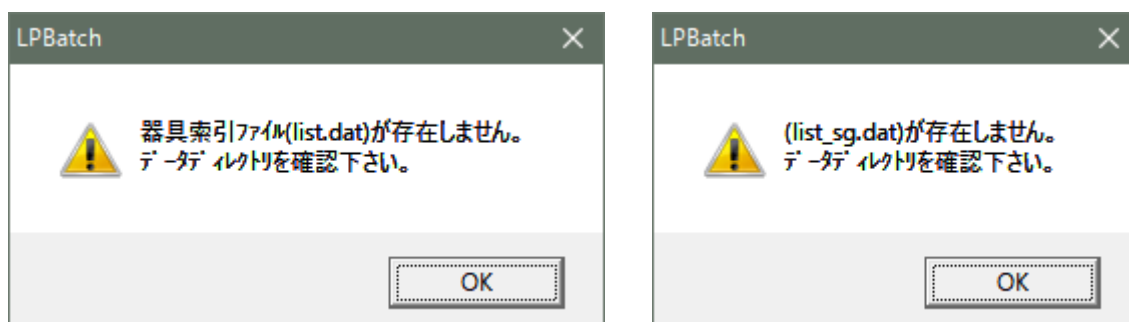 LPBatch
器具索引ﾌｧｲﾙ(list.dat)が存在しません。
ﾃﾞｰﾀﾃﾞｨﾚｸﾄﾘを確認下さい。
OK
LPBatch
(list_sg.dat)が存在しません。
ﾃﾞｰﾀﾃﾞｨﾚｸﾄﾘを確認下さい。
OK